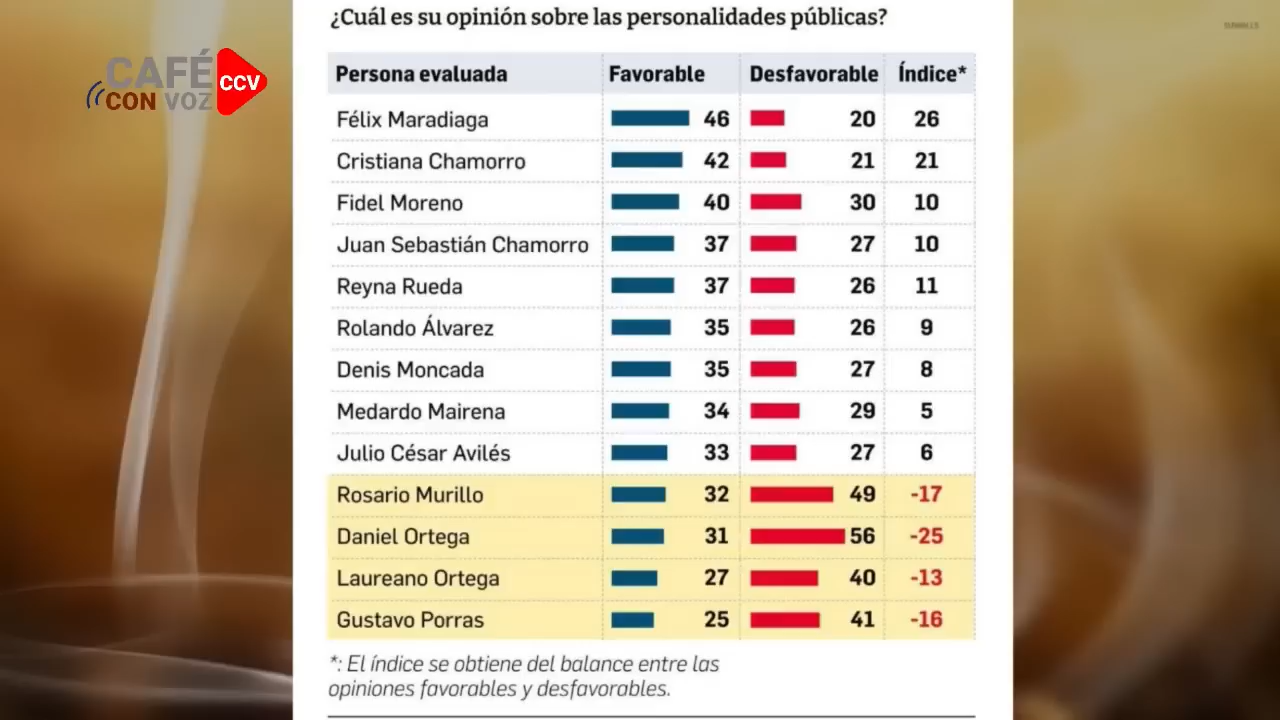 ¿Cuál es su opinión sobre las personalidades públicas?
CAFÉ
CON VOZ
CCV
Persona evaluada Favorable Desfavorable Índice*
Félix Maradiaga 46 20 26
Cristiana Chamorro 42 21 21
Fidel Moreno 40 30 10
Juan Sebastián Chamorro 37 27 10
Reyna Rueda 37 26 11
Rolando Álvarez 35 26 9
Denis Moncada 35 27 8
Medardo Mairena 34 29 5
Julio César Avilés 33 27 6
Rosario Murillo 32 49 -17
Daniel Ortega 31 56 -25
Laureano Ortega 27 40 -13
Gustavo Porras 25 41 -16
*: El índice se obtiene del balance entre las
opiniones favorables y desfavorables.